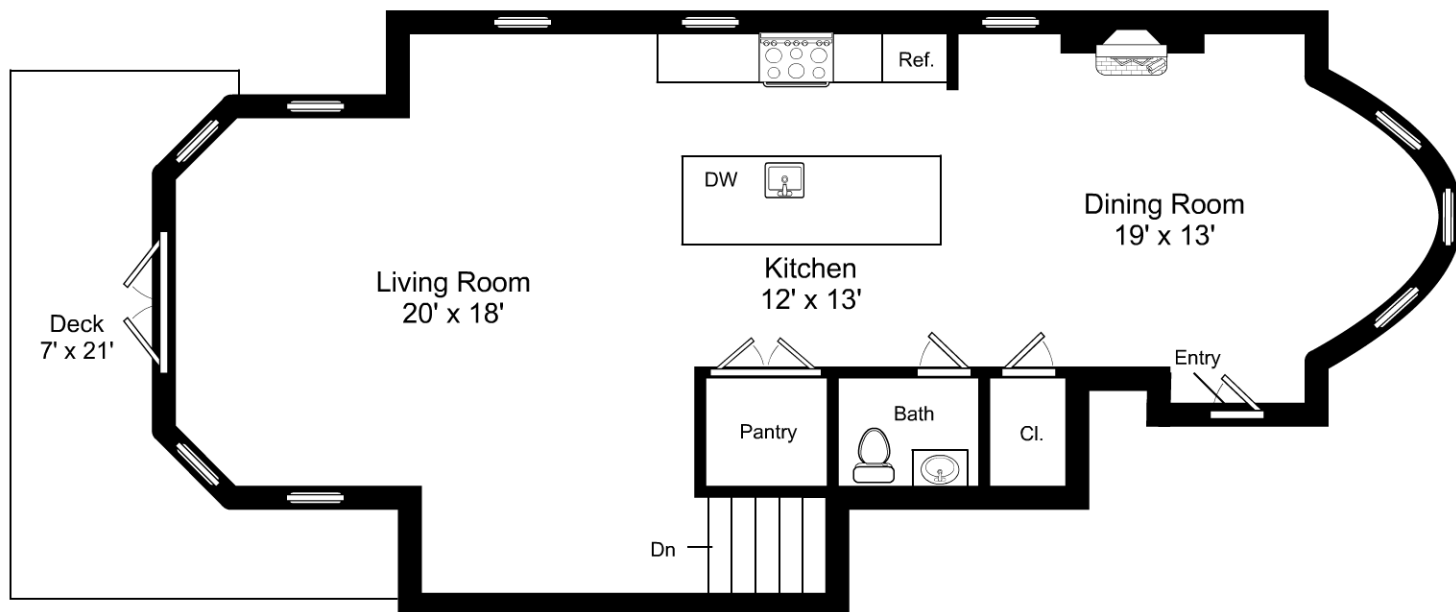 Ref.
DW
Dining Room
19' x 13'
Kitchen
12' x 13'
Living Room
20' x 18'
Deck
7' x 21'
Entry
Pantry
Bath
Cl.
Dn